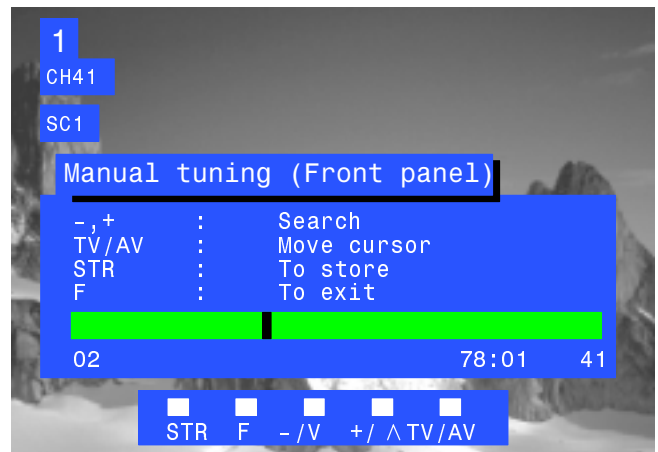 1
CH41
SC1
Manual tuning (Front panel)
-,+ : Search
TV/AV : Move cursor
STR : To store
F : To exit
02 78:01 41
STR F -/V +/ Λ TV/AV